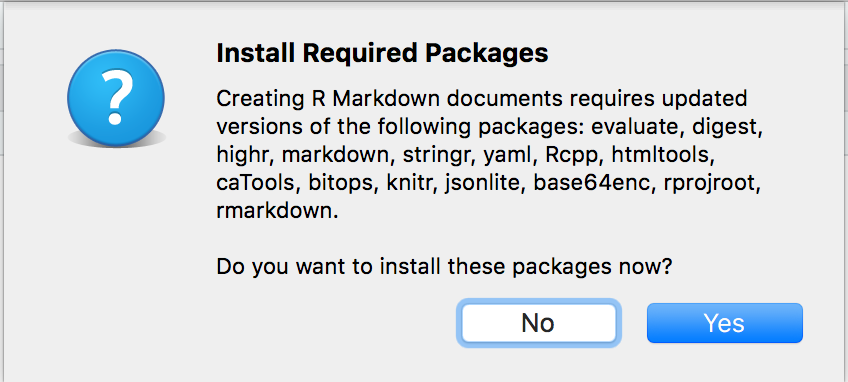 Install Required Packages
Creating R Markdown documents requires updated
versions of the following packages: evaluate, digest,
highr, markdown, stringr, yaml, Rcpp, htmltools,
caTools, bitops, knitr, jsonlite, base64enc, rprojroot,
rmarkdown.
Do you want to install these packages now?
No
Yes